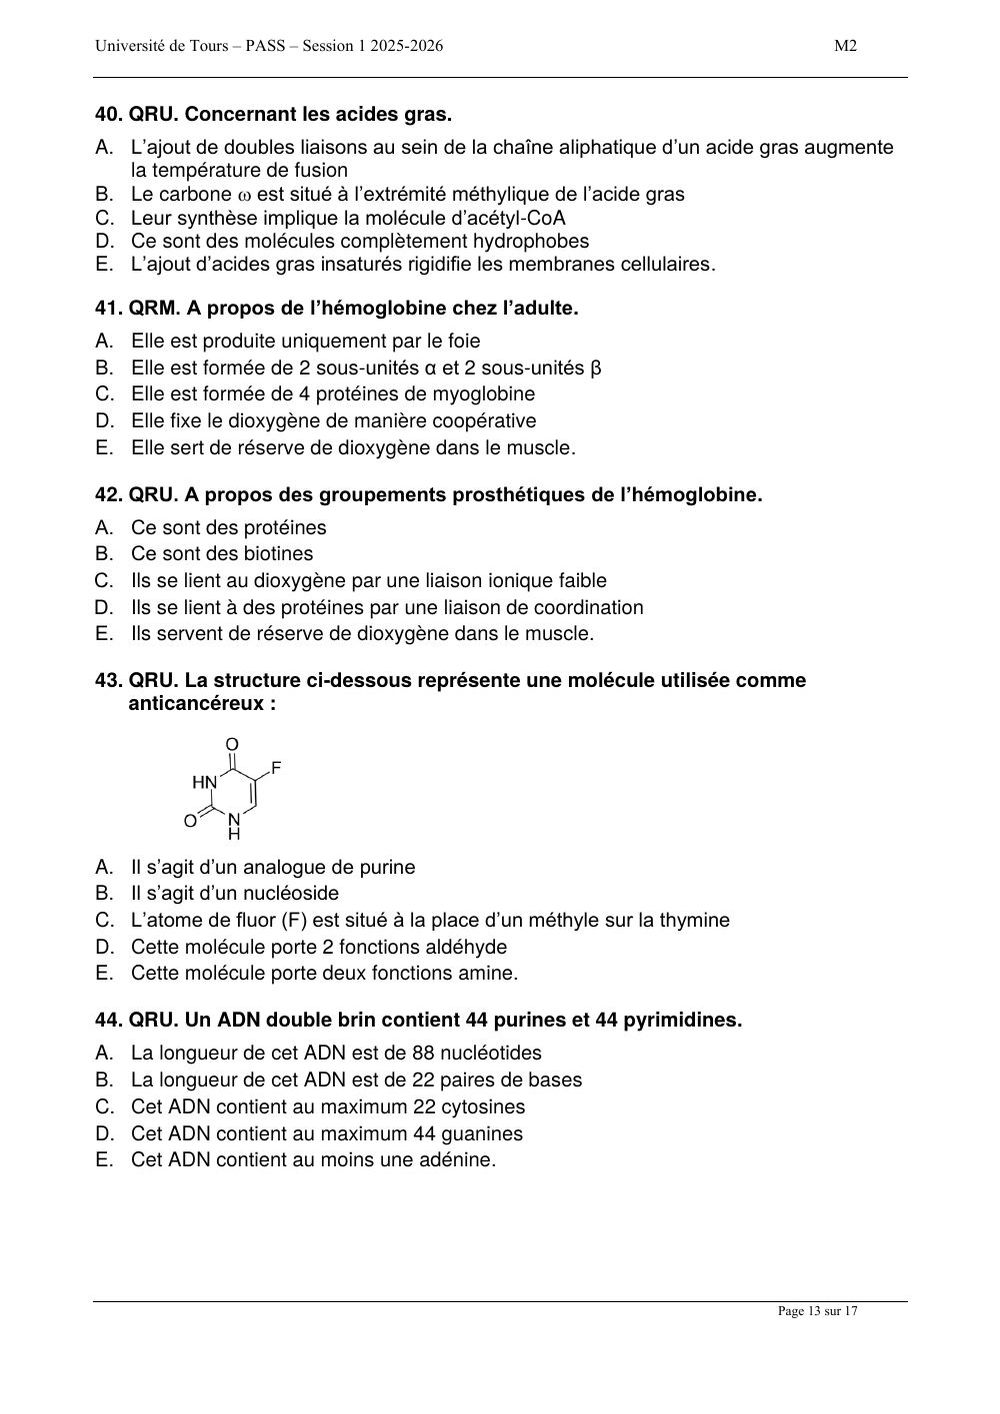 Université de Tours – PASS – Session 1 2025-2026 M2
40. QRU. Concernant les acides gras.
A. L’ajout de doubles liaisons au sein de la chaîne aliphatique d’un acide gras augmente
la température de fusion
B. Le carbone ω est situé à l’extrémité méthylique de l’acide gras
C. Leur synthèse implique la molécule d’acétyl-CoA
D. Ce sont des molécules complètement hydrophobes
E. L’ajout d’acides gras insaturés rigidifie les membranes cellulaires.
41. QRM. A propos de l’hémoglobine chez l’adulte.
A. Elle est produite uniquement par le foie
B. Elle est formée de 2 sous-unités α et 2 sous-unités β
C. Elle est formée de 4 protéines de myoglobine
D. Elle fixe le dioxygène de manière coopérative
E. Elle sert de réserve de dioxygène dans le muscle.
42. QRU. A propos des groupements prosthétiques de l’hémoglobine.
A. Ce sont des protéines
B. Ce sont des biotines
C. Ils se lient au dioxygène par une liaison ionique faible
D. Ils se lient à des protéines par une liaison de coordination
E. Ils servent de réserve de dioxygène dans le muscle.
43. QRU. La structure ci-dessous représente une molécule utilisée comme
anticancéreux :
O
F
HN
O
N
H
A. Il s’agit d’un analogue de purine
B. Il s’agit d’un nucléoside
C. L’atome de fluor (F) est situé à la place d’un méthyle sur la thymine
D. Cette molécule porte 2 fonctions aldéhyde
E. Cette molécule porte deux fonctions amine.
44. QRU. Un ADN double brin contient 44 purines et 44 pyrimidines.
A. La longueur de cet ADN est de 88 nucléotides
B. La longueur de cet ADN est de 22 paires de bases
C. Cet ADN contient au maximum 22 cytosines
D. Cet ADN contient au maximum 44 guanines
E. Cet ADN contient au moins une adénine.
Page 13 sur 17